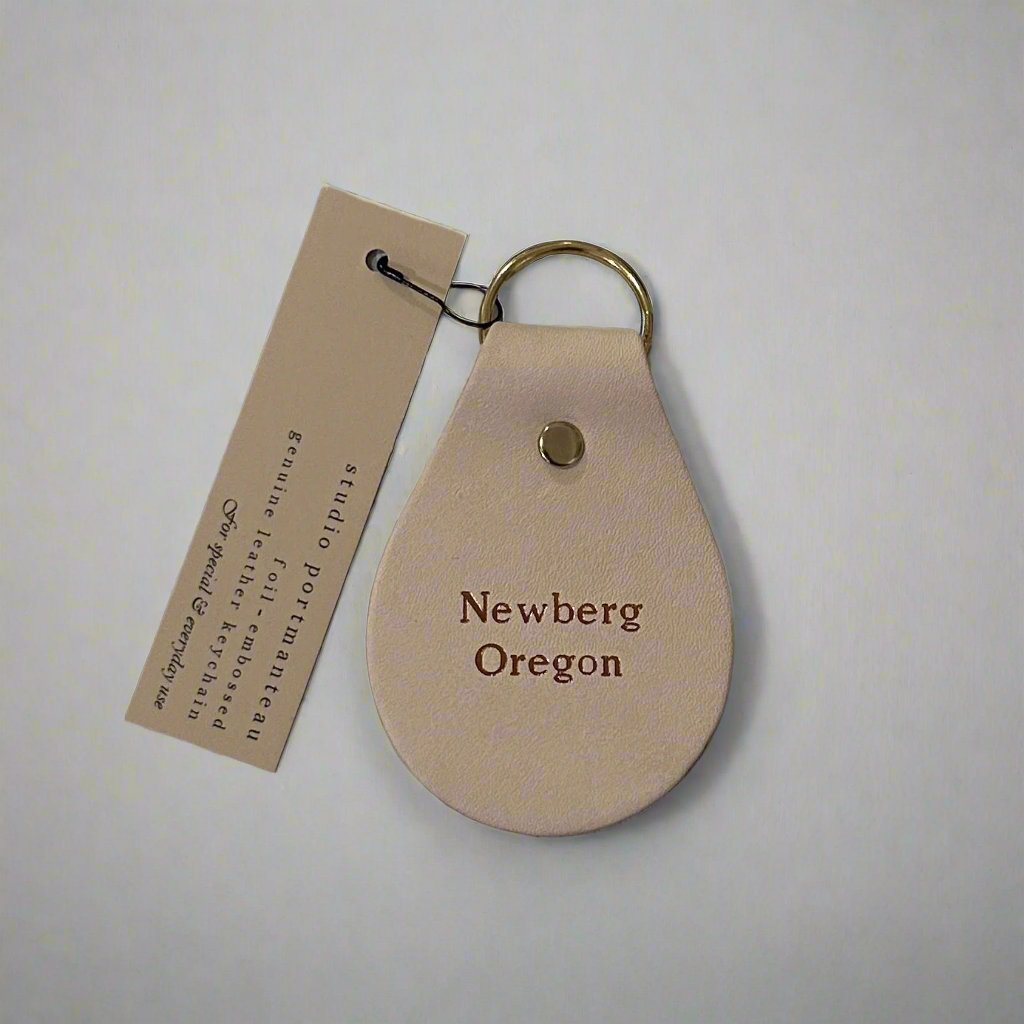 studio portmanteau
foil-embossed
genuine leather keychain
For special & everyday use
Newberg
Oregon